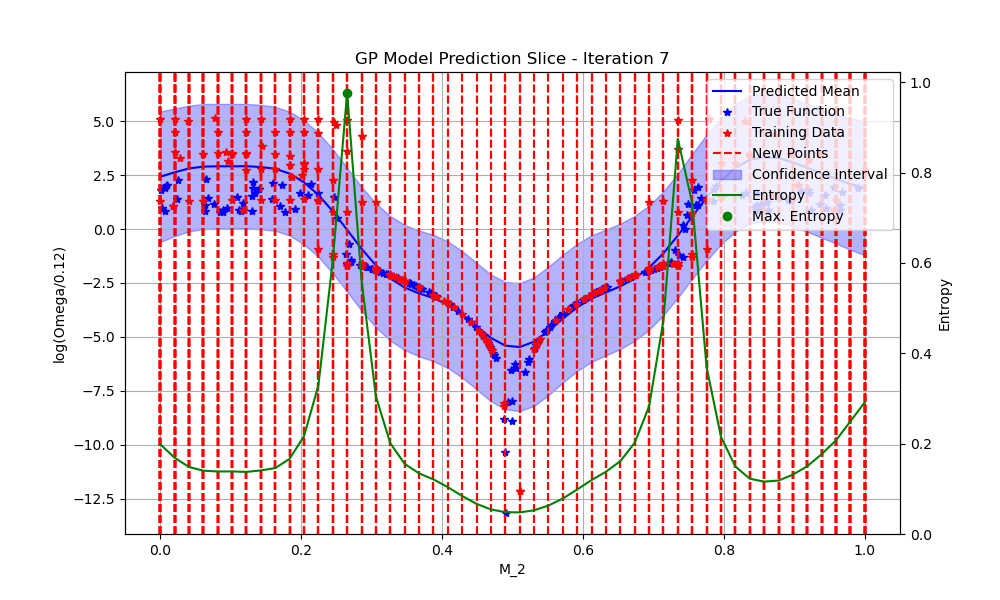 GP Model Prediction Slice - Iteration 7
5.0
2.5
0.0
−2.5
−5.0
−7.5
−10.0
−12.5
log(Omega/0.12)
0.0
0.2
0.4
0.6
0.8
1.0
M_2
1.0
0.8
0.6
0.4
0.2
0.0
Entropy
Predicted Mean
True Function
Training Data
New Points
Confidence Interval
Entropy
Max. Entropy